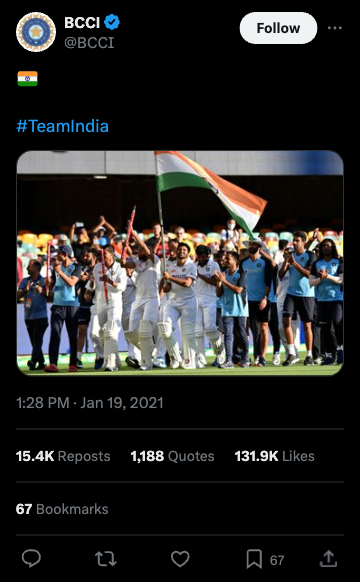 BCCI
@BCCI
Follow
🇮🇳
#TeamIndia
1:28 PM · Jan 19, 2021
15.4K Reposts 1,188 Quotes 131.9K Likes
67 Bookmarks
67